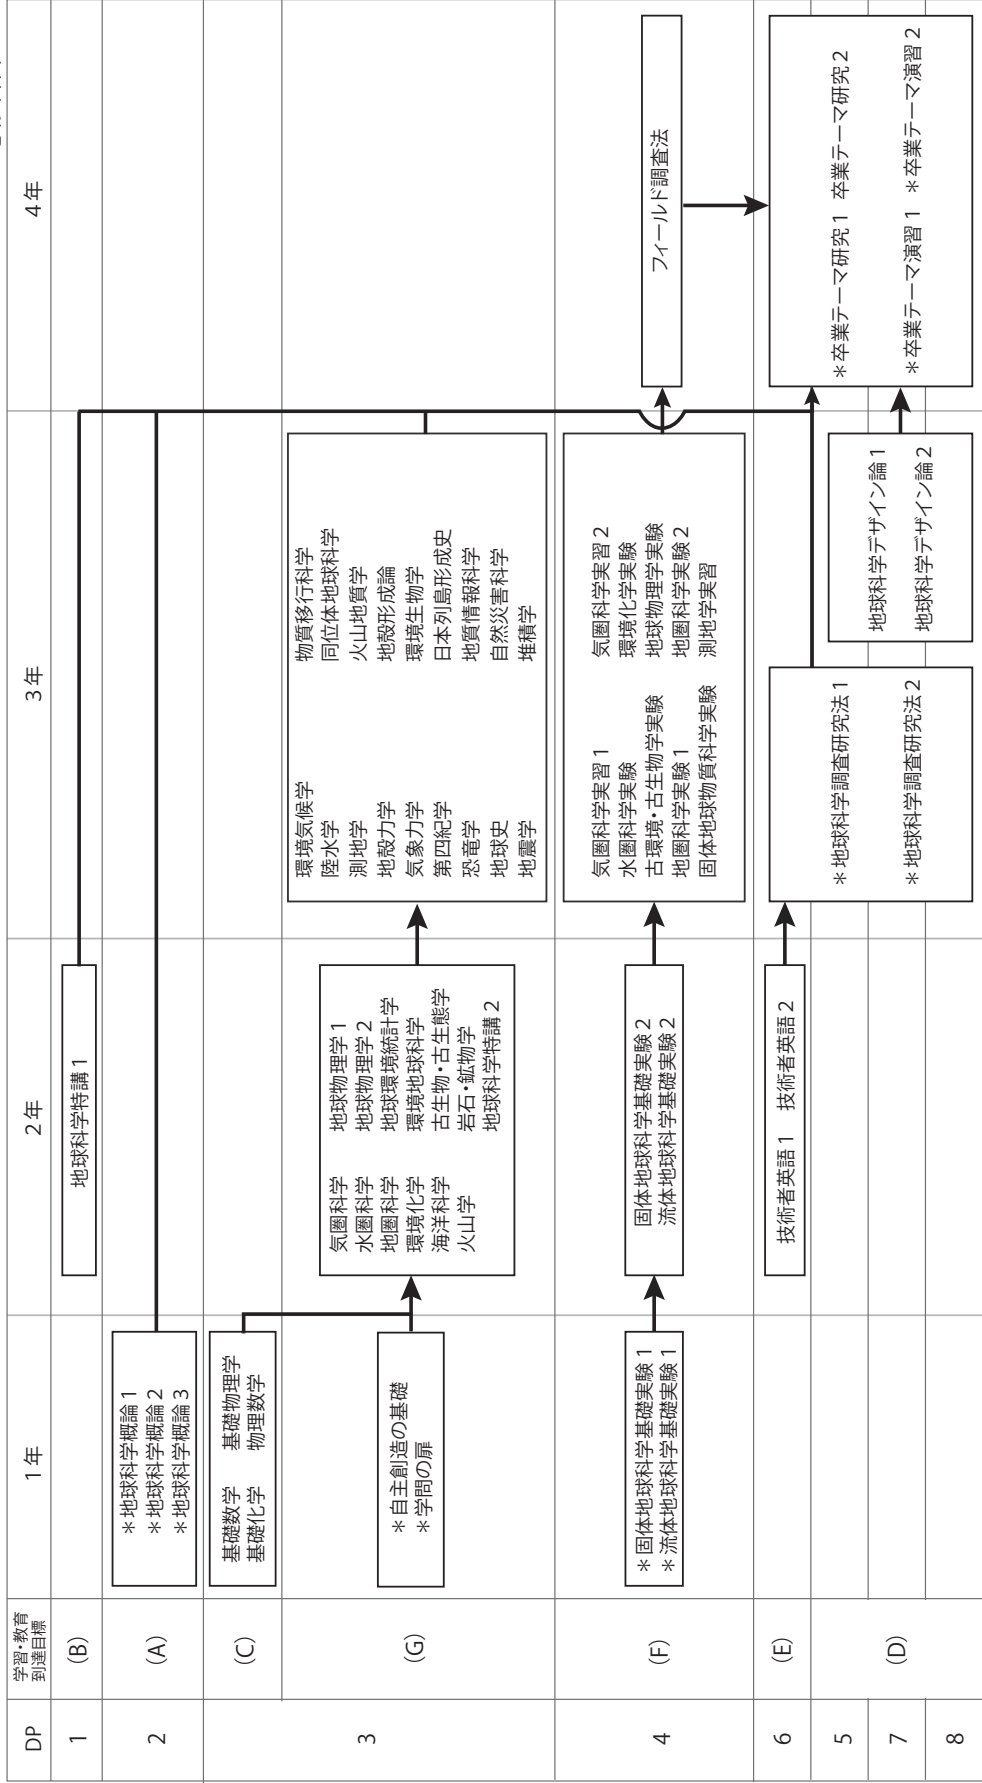 DP
学習・教育
到達目標
1年
2年
3年
4年
1
(B)
地球科学特講1
2
(A)
＊地球科学概論1
＊地球科学概論2
＊地球科学概論3
3
(C)
基礎数学 基礎物理学
基礎化学 物理数学
(G)
＊自主創造の基礎
＊学問の扉
気圏科学 地球物理学1
水圏科学 地球物理学2
地圏科学 地球環境統計学
環境化学 環境地球科学
海洋科学 古生物・古生態学
火山学 岩石・鉱物学
地球科学特講2
環境気候学 物質移行科学
陸水学 同位体地球科学
測地学 火山地質学
地殻力学 地殻形成論
気象力学 環境生物学
第四紀学 日本列島形成史
恐竜学 地質情報科学
地球史 自然災害科学
地震学 堆積学
4
(F)
＊固体地球科学基礎実験1
＊流体地球科学基礎実験1
固体地球科学基礎実験2
流体地球科学基礎実験2
気圏科学実習1 気圏科学実習2
水圏科学実験 環境化学実験
古環境・古生物学実験 地球物理学実験
地圏科学実験1 地圏科学実験2
固体地球物質科学実験 測地学実習
フィールド調査法
6
(E)
技術者英語1 技術者英語2
5
7
8
(D)
＊地球科学調査研究法1
＊地球科学調査研究法2
地球科学デザイン論1
地球科学デザイン論2
＊卒業テーマ研究1 卒業テーマ研究2
＊卒業テーマ演習1 ＊卒業テーマ演習2